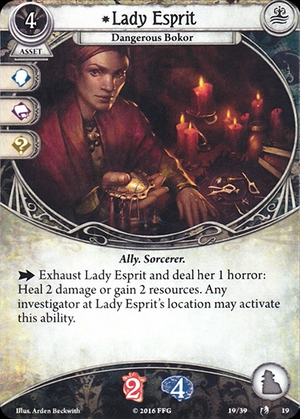 4
Lady Esprit
Dangerous Bokor
ASSET
2
Ally. Sorcerer.
Exhaust Lady Esprit and deal her 1 horror:
Heal 2 damage or gain 2 resources. Any
investigator at Lady Esprit's location may activate
this ability.
2 4
Illus. Arden Beckwith © 2016 FFG 19/39 19